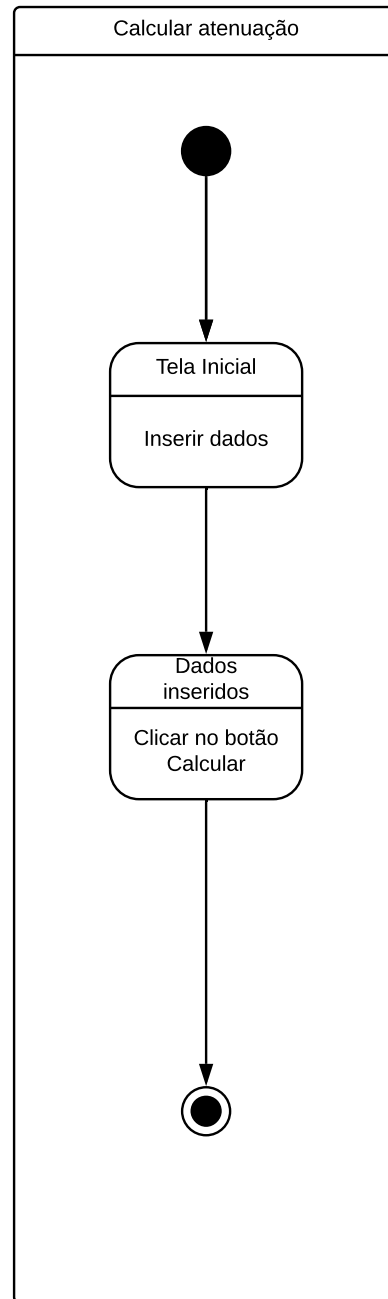 Calcular atenuação
Tela Inicial
Inserir dados
Dados
inseridos
Clicar no botão
Calcular